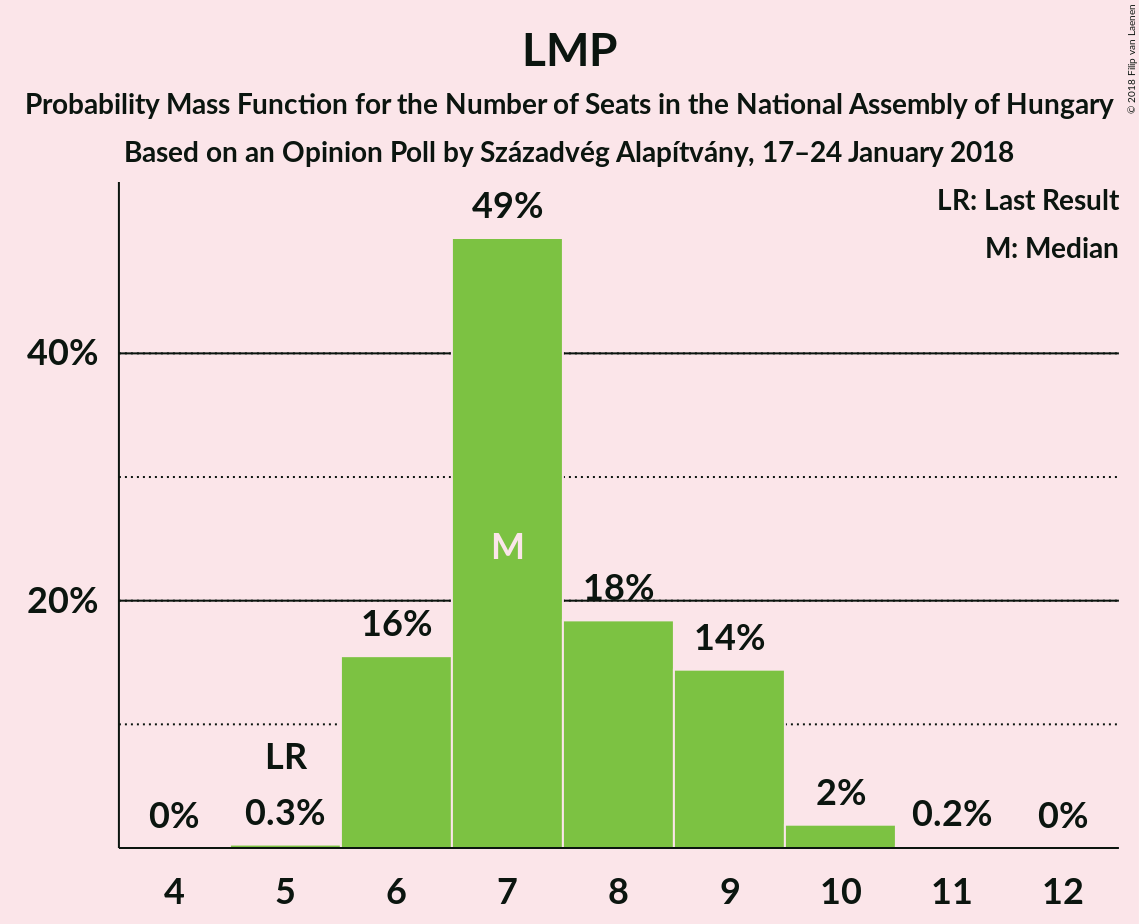 LMP
Probability Mass Function for the Number of Seats in the National Assembly of Hungary
Based on an Opinion Poll by Századvég Alapítvány, 17–24 January 2018
© 2018 Filip van Laenen
LR: Last Result
M: Median
49%
40%
M
18%
20%
16%
14%
LR
0%
0.3%
2%
0.2%
0%
4 5 6 7 8 9 10 11 12